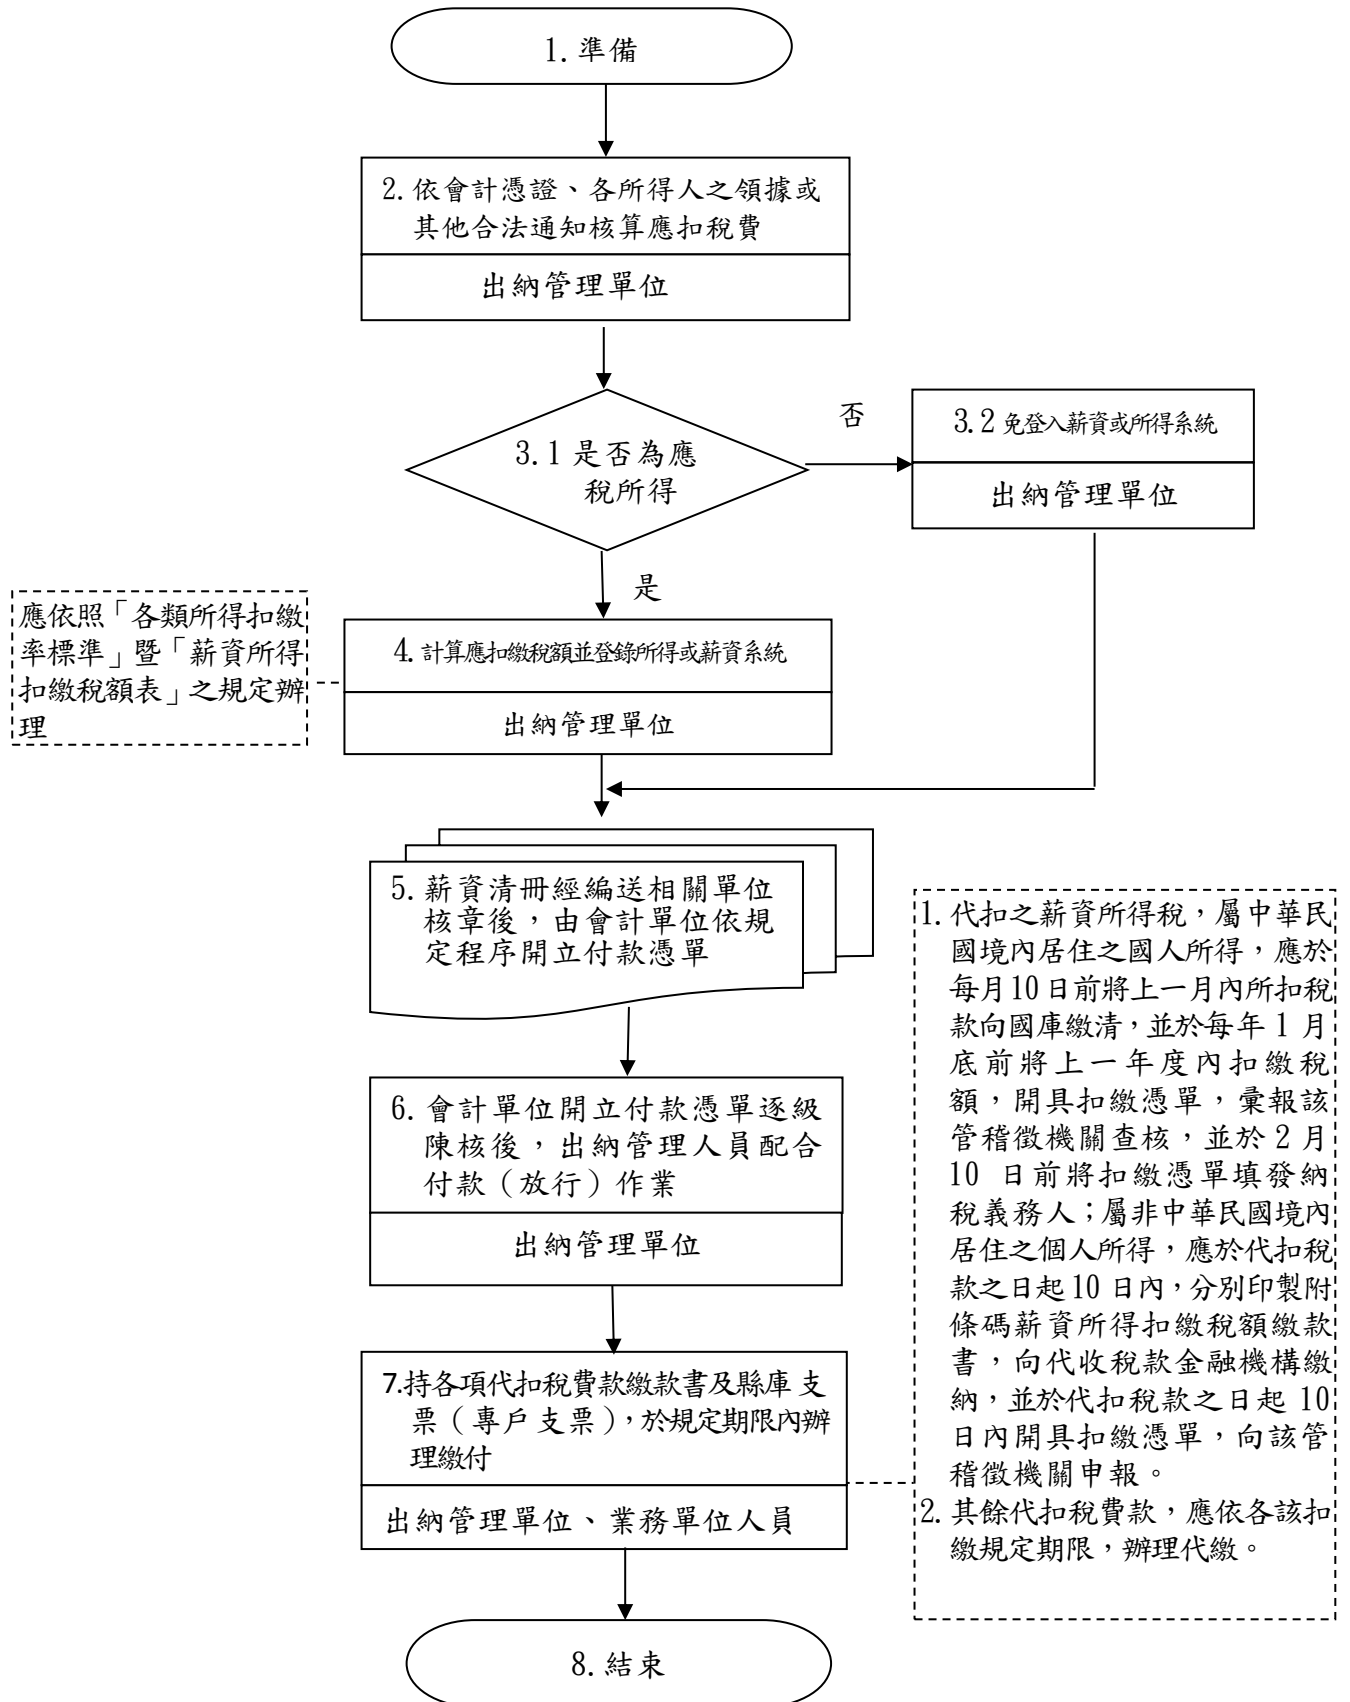 1. 準備
2. 依會計憑證、各所得人之領據或
其他合法通知核算應扣稅費
出納管理單位
3.1 是否為應
稅所得
否
3.2 免登入薪資或所得系統
出納管理單位
是
應依照「各類所得扣繳
率標準」暨「薪資所得
扣繳稅額表」之規定辦
理
4. 計算應扣繳稅額並登錄所得或薪資系統
出納管理單位
5. 薪資清冊經編送相關單位
核章後，由會計單位依規
定程序開立付款憑單
6. 會計單位開立付款憑單逐級
陳核後，出納管理人員配合
付款（放行）作業
出納管理單位
7.持各項代扣稅費款繳款書及縣庫支
票（專戶支票），於規定期限內辦
理繳付
出納管理單位、業務單位人員
1. 代扣之薪資所得稅，屬中華民
國境內居住之國人所得，應於
每月10日前將上一月內所扣稅
款向國庫繳清，並於每年1月
底前將上一年度內扣繳稅
額，開具扣繳憑單，彙報該
管稽徵機關查核，並於2月
10 日前將扣繳憑單填發納
稅義務人；屬非中華民國境內
居住之個人所得，應於代扣稅
款之日起10日內，分別印製附
條碼薪資所得扣繳稅額繳款
書，向代收稅款金融機構繳
納，並於代扣稅款之日起 10
日內開具扣繳憑單，向該管
稽徵機關申報。
2. 其餘代扣稅費款，應依各該扣
繳規定期限，辦理代繳。
8. 結束